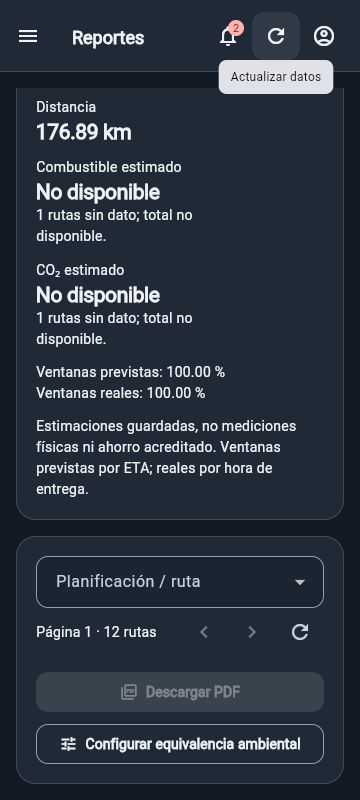 Reportes
2
Actualizar datos
Distancia
176.89 km
Combustible estimado
No disponible
1 rutas sin dato; total no
disponible.
CO₂ estimado
No disponible
1 rutas sin dato; total no
disponible.
Ventanas previstas: 100.00 %
Ventanas reales: 100.00 %
Estimaciones guardadas, no mediciones
físicas ni ahorro acreditado. Ventanas
previstas por ETA; reales por hora de
entrega.
Planificación / ruta
Página 1 · 12 rutas
PDF Descargar PDF
Configurar equivalencia ambiental